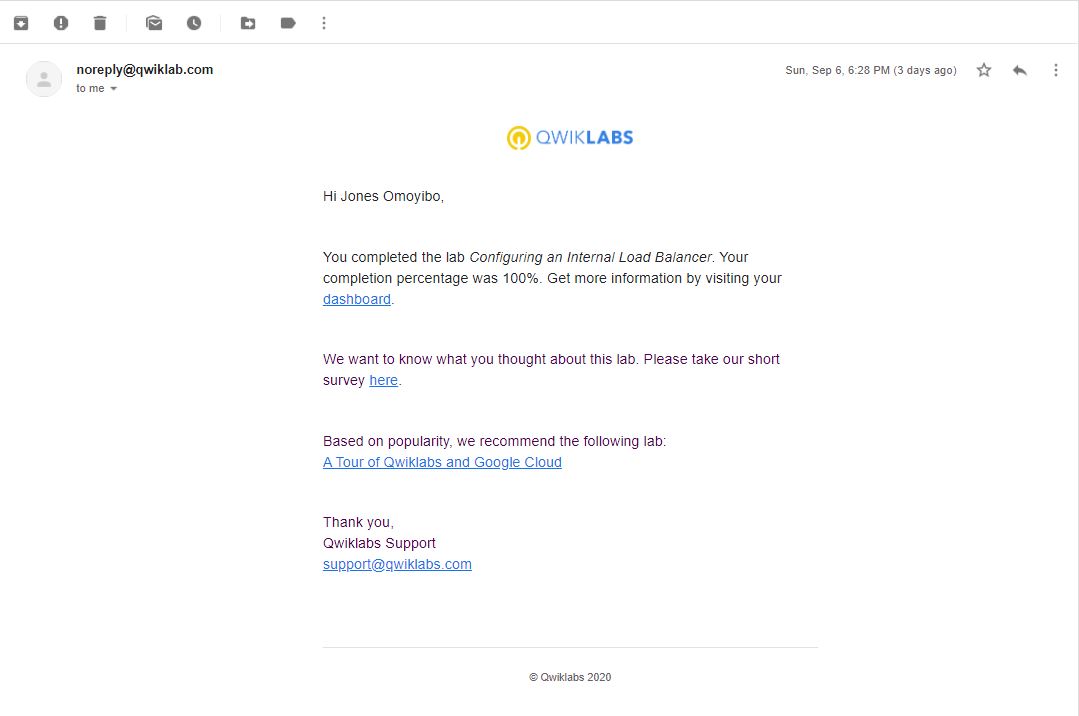 noreply@qwiklab.com
Sun, Sep 6, 6:28 PM (3 days ago)
to me
QWIKLABS
Hi Jones Omoyibo,
You completed the lab Configuring an Internal Load Balancer. Your
completion percentage was 100%. Get more information by visiting your
dashboard.
We want to know what you thought about this lab. Please take our short
survey here.
Based on popularity, we recommend the following lab:
A Tour of Qwiklabs and Google Cloud
Thank you,
Qwiklabs Support
support@qwiklabs.com
© Qwiklabs 2020